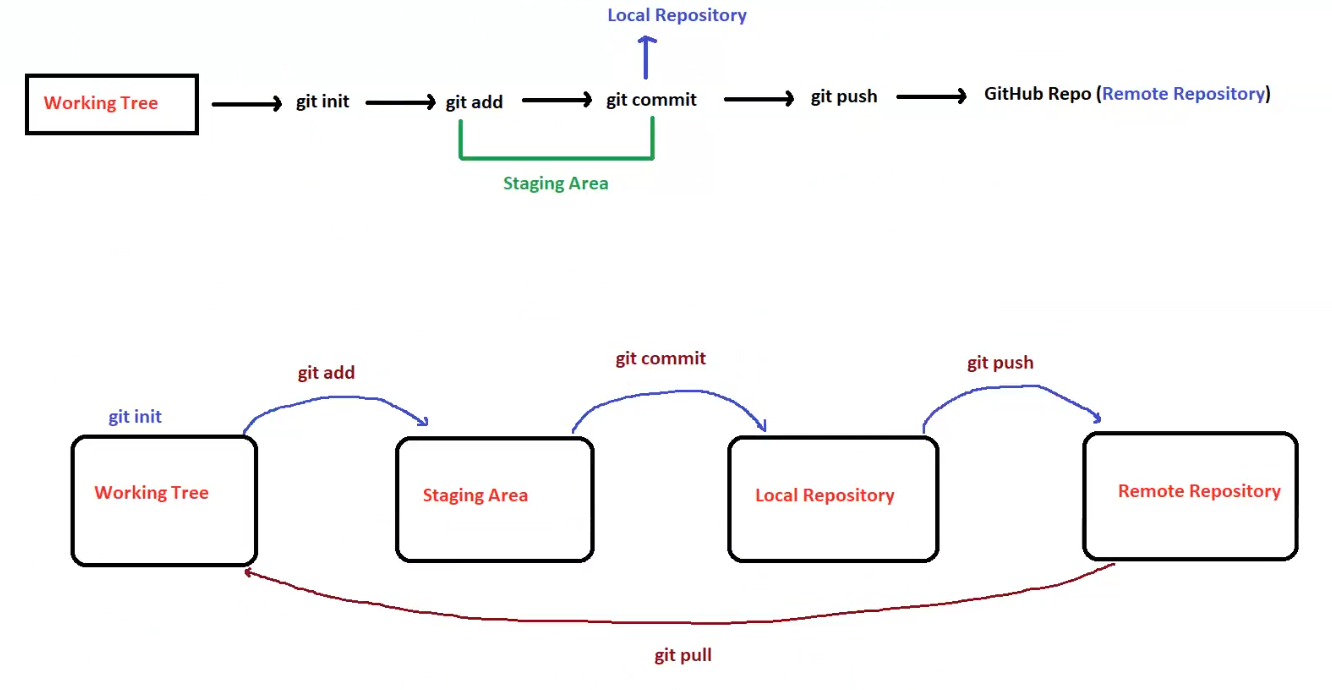 Local Repository
Working Tree
git init
git add
git commit
git push
GitHub Repo (Remote Repository)
Staging Area
git add
git commit
git push
git init
Working Tree
Staging Area
Local Repository
Remote Repository
git pull